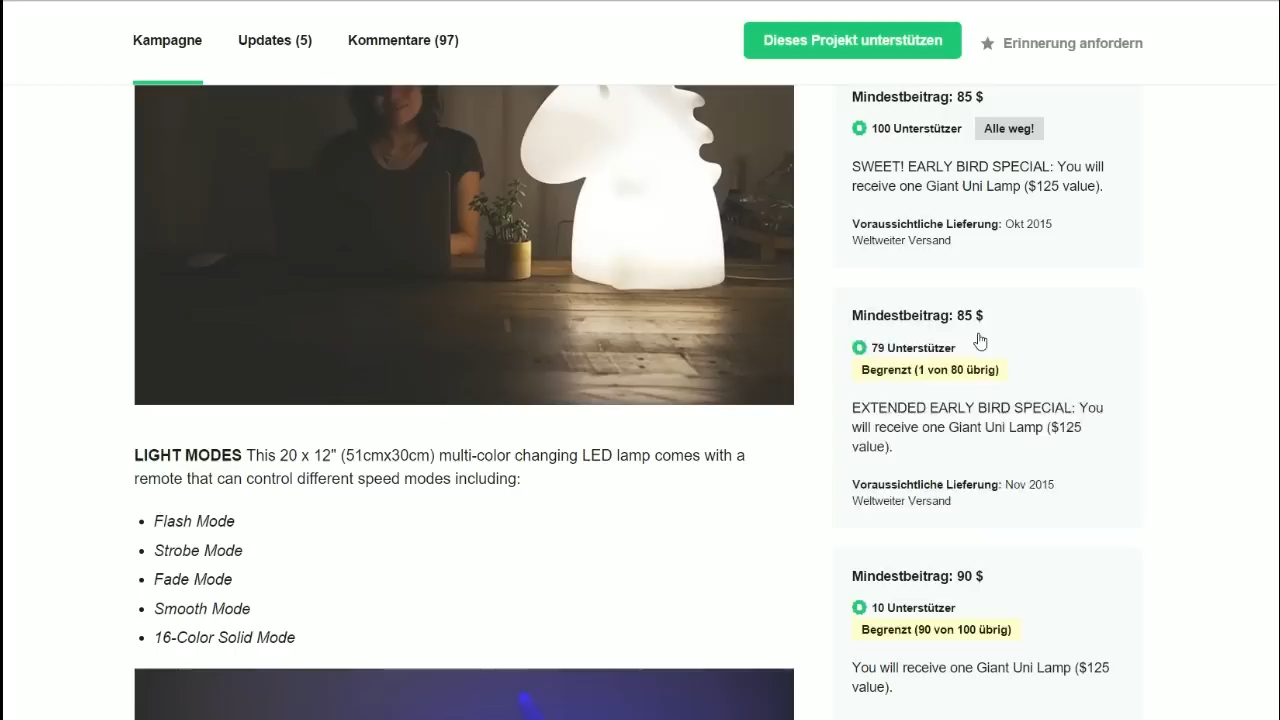 Kampagne
Updates (5)
Kommentare (97)
Dieses Projekt unterstützen
Erinnerung anfordern
LIGHT MODES This 20 x 12" (51cmx30cm) multi-color changing LED lamp comes with a
remote that can control different speed modes including:
Flash Mode
Strobe Mode
Fade Mode
Smooth Mode
16-Color Solid Mode
Mindestbeitrag: 85 $
100 Unterstützer
Alle weg!
SWEET! EARLY BIRD SPECIAL: You will
receive one Giant Uni Lamp ($125 value).
Voraussichtliche Lieferung: Okt 2015
Weltweiter Versand
Mindestbeitrag: 85 $
79 Unterstützer
Begrenzt (1 von 80 übrig)
EXTENDED EARLY BIRD SPECIAL: You
will receive one Giant Uni Lamp ($125
value).
Voraussichtliche Lieferung: Nov 2015
Weltweiter Versand
Mindestbeitrag: 90 $
10 Unterstützer
Begrenzt (90 von 100 übrig)
You will receive one Giant Uni Lamp ($125
value).